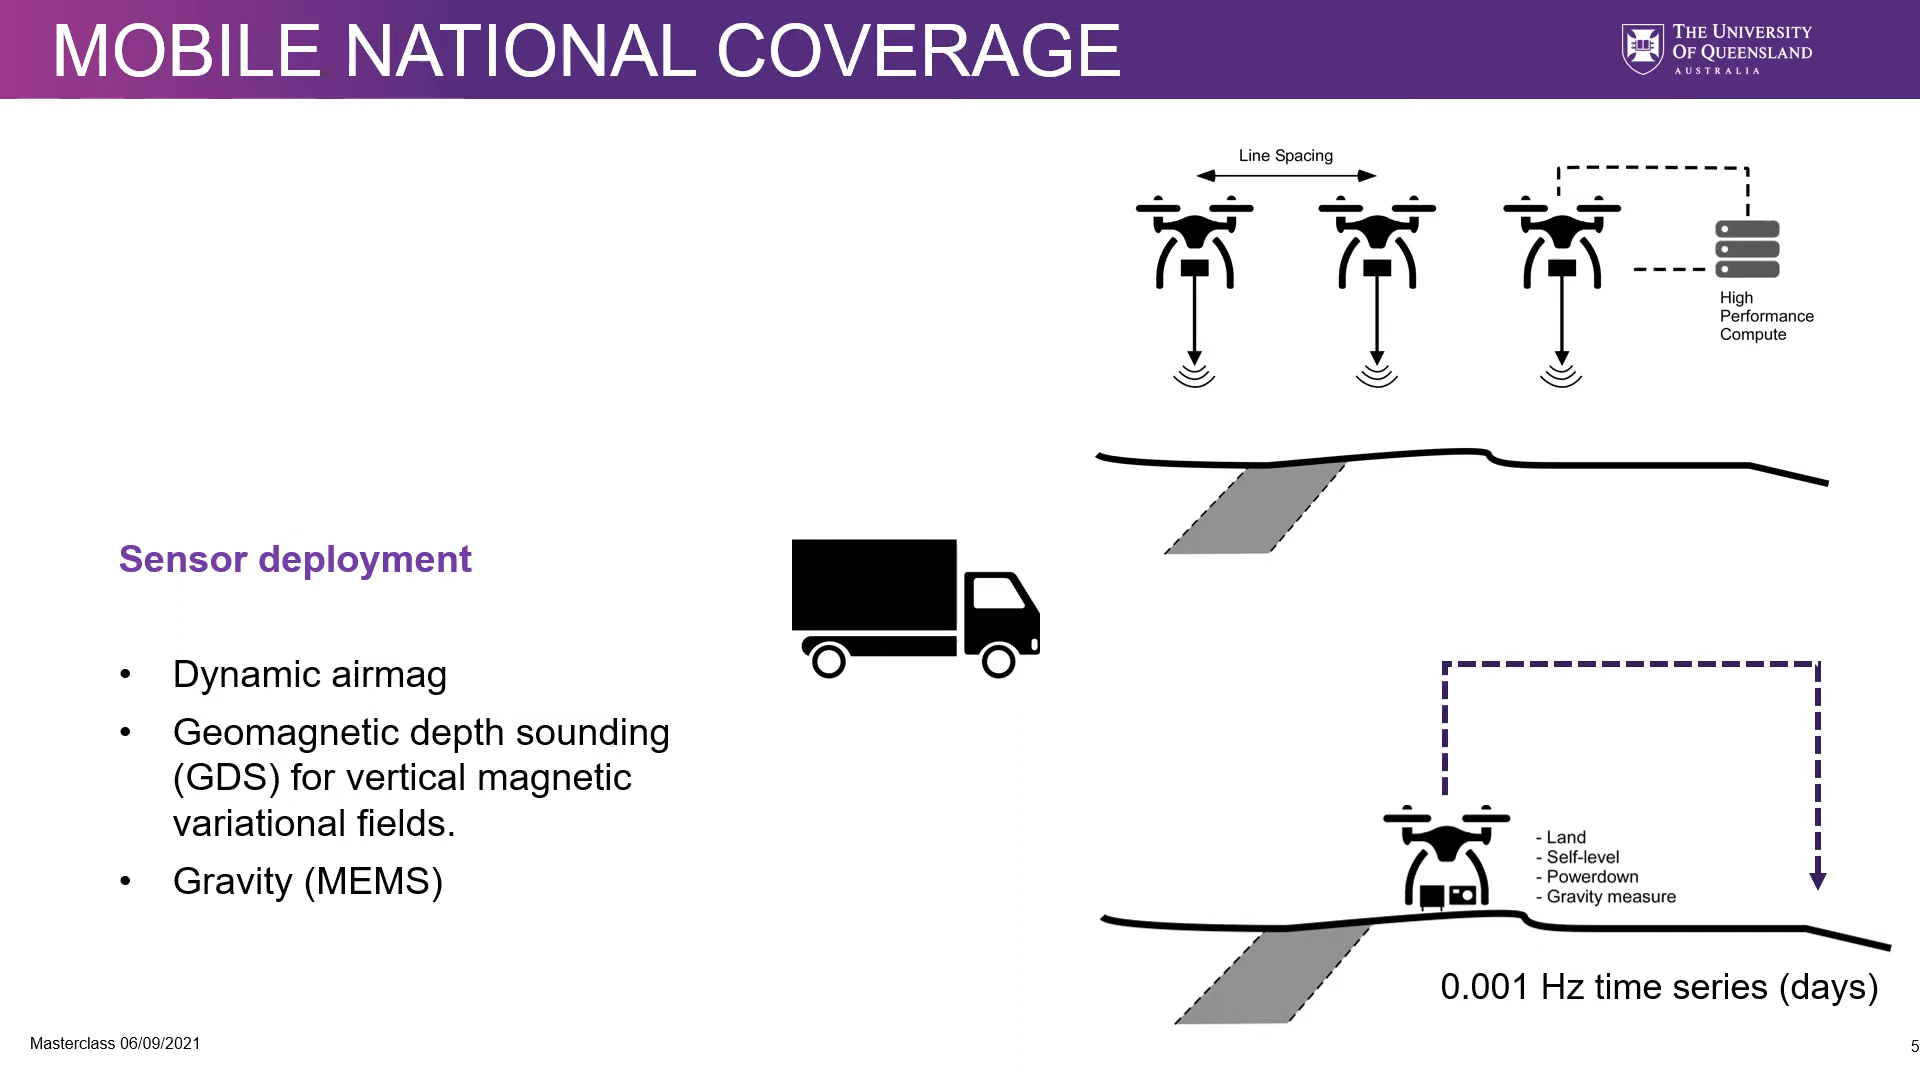 MOBILE NATIONAL COVERAGE
THE UNIVERSITY
OF QUEENSLAND
AUSTRALIA
Line Spacing
High
Performance
Compute
Sensor deployment
• Dynamic airmag
• Geomagnetic depth sounding
(GDS) for vertical magnetic
variational fields.
• Gravity (MEMS)
- Land
- Self-level
- Powerdown
- Gravity measure
0.001 Hz time series (days)
Masterclass 06/09/2021
5